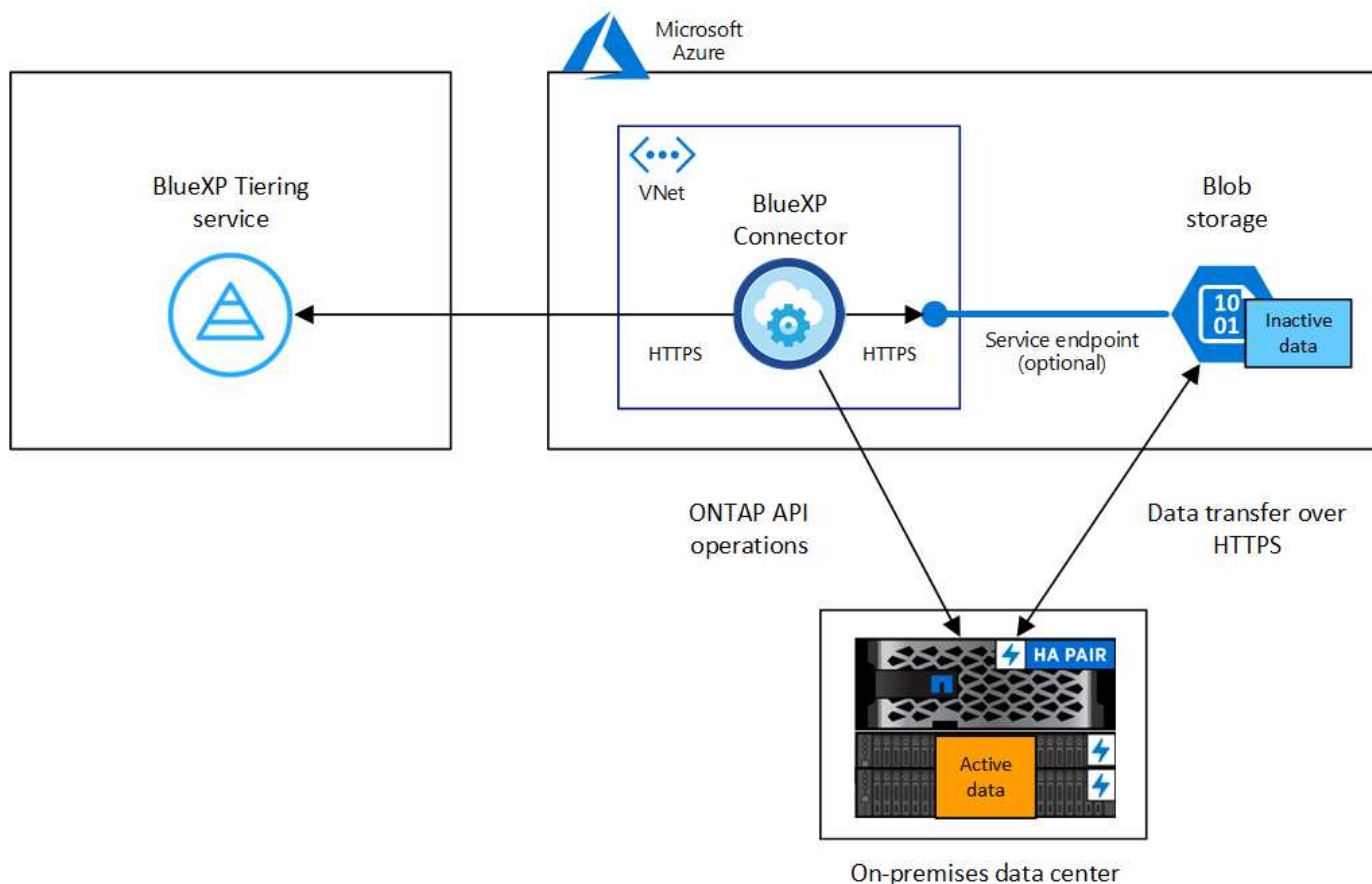 Microsoft
Azure
BlueXP Tiering
service
VNet
BlueXP
Connector
Blob
storage
10
01
Inactive
data
HTTPS
HTTPS
Service endpoint
(optional)
ONTAP API
operations
Data transfer over
HTTPS
HA PAIR
Active
data
On-premises data center